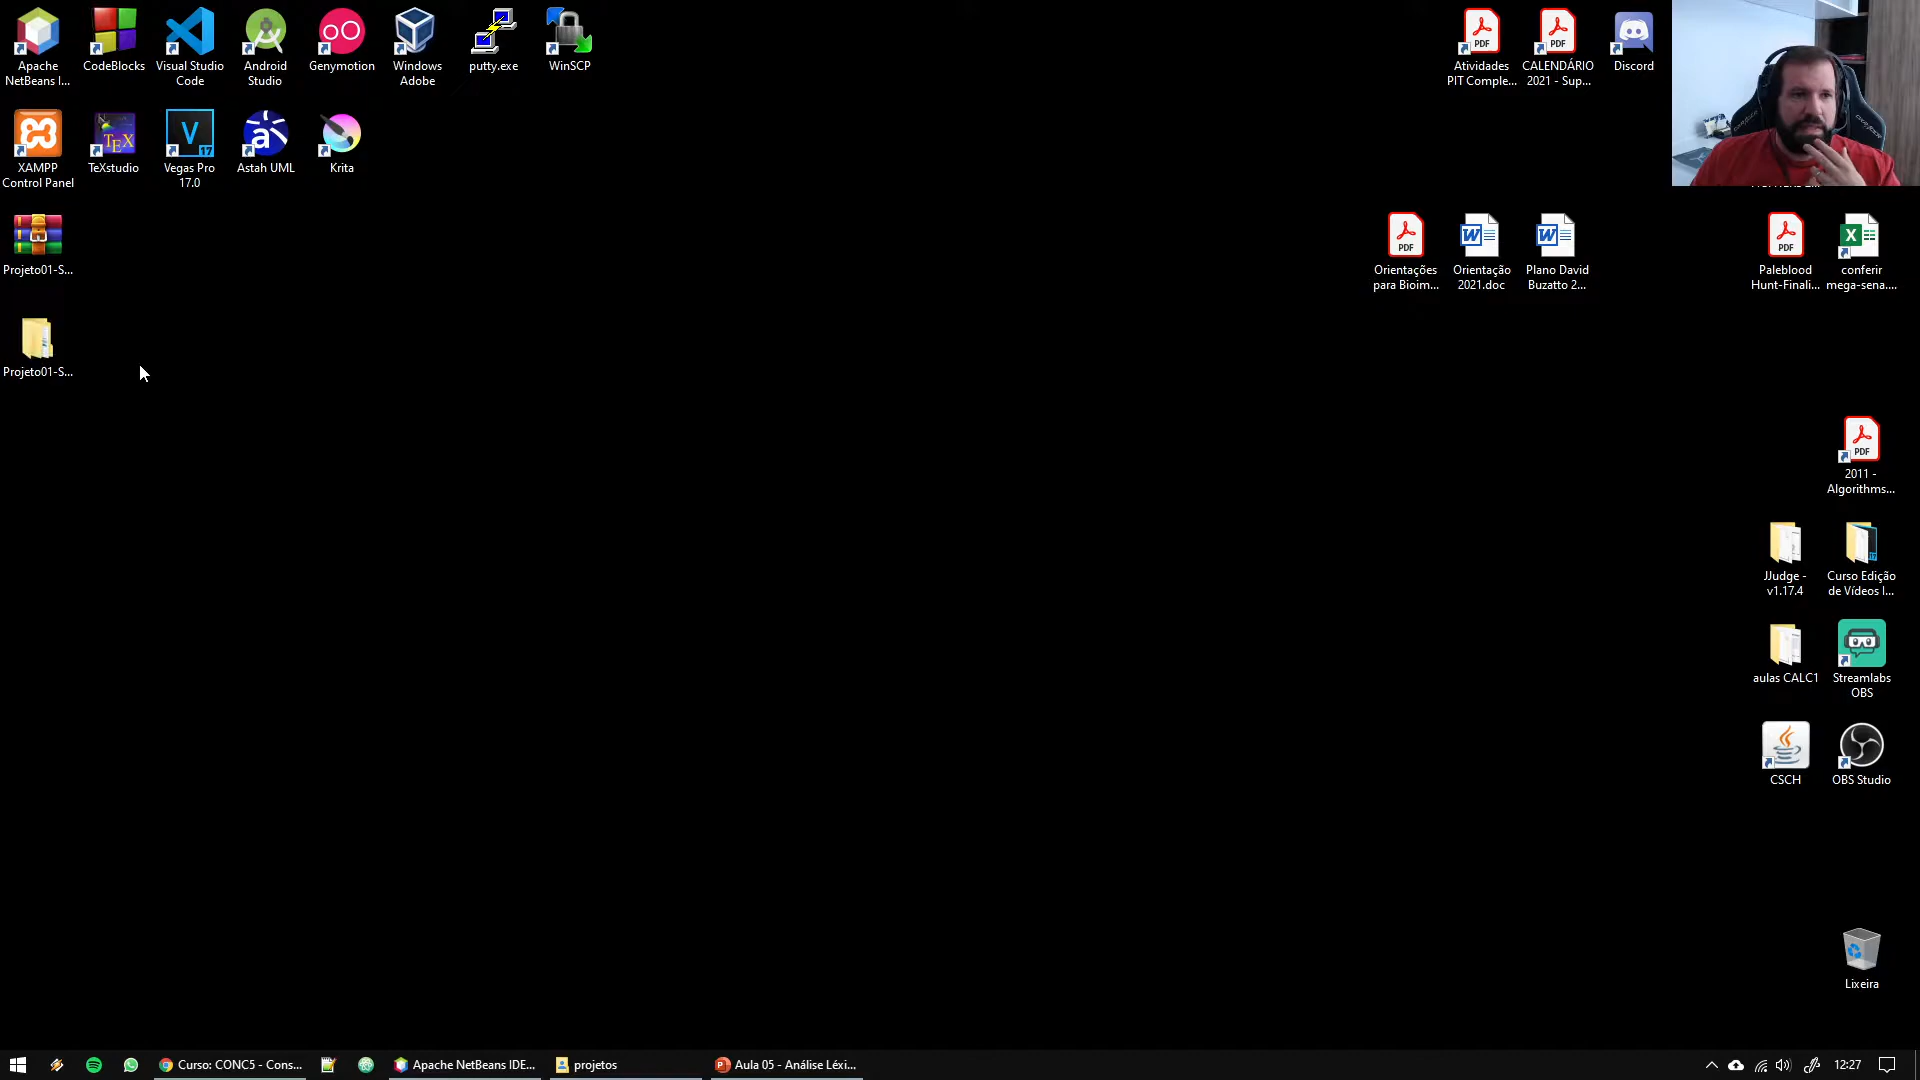 Apache
NetBeans I...
CodeBlocks
Visual Studio
Code
Android
Studio
Genymotion
Windows
Adobe
putty.exe
WinSCP
Atividades
PIT Comple...
CALENDÁRIO
2021 - Sup...
Discord
XAMPP
Control Panel
TeXstudio
Vegas Pro
17.0
Astah UML
Krita
Projeto01-S...
Orientações
para Bioim...
Orientação
2021.doc
Plano David
Buzatto 2...
Paleblood
Hunt-Finali...
conferir
mega-sena....
Projeto01-S...
2011 -
Algorithms...
JJudge -
v1.17.4
Curso Edição
de Vídeos I...
aulas CALC1
Streamlabs
OBS
CSCH
OBS Studio
Lixeira
Curso: CONC5 - Cons...
Apache NetBeans IDE...
projetos
Aula 05 - Análise Léxi...
12:27